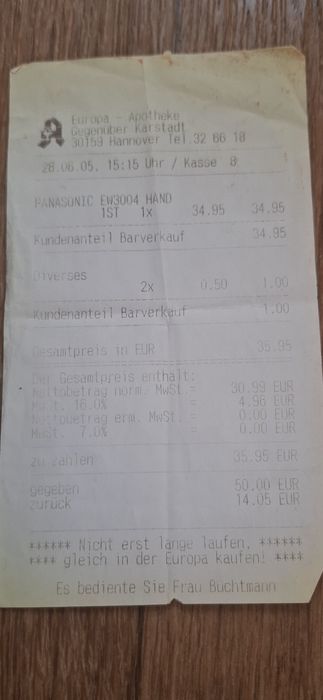 Europa - Apotheke
Gegenüber Karstadt
30159 Hannover Tel.32 66 18
28.06.05. 15:15 Uhr / Kasse 8
PANASONIC EW3004 HAND
1ST 1x 34.95 34.95
Kundenanteil Barverkauf 34.95
Diverses
2x 0.50 1.00
Kundenanteil Barverkauf 1.00
Gesamtpreis in EUR 35.95
Der Gesamtpreis enthält:
Nettobetrag norm. MwSt. = 30.99 EUR
MwSt. 16.0% = 4.96 EUR
Nettobetrag erm. MwSt. = 0.00 EUR
MwSt. 7.0% = 0.00 EUR
zu zahlen 35.95 EUR
gegeben 50.00 EUR
zurück 14.05 EUR
****** Nicht erst lange laufen, ******
**** gleich in der Europa kaufen! ****
Es bediente Sie Frau Buchtmann